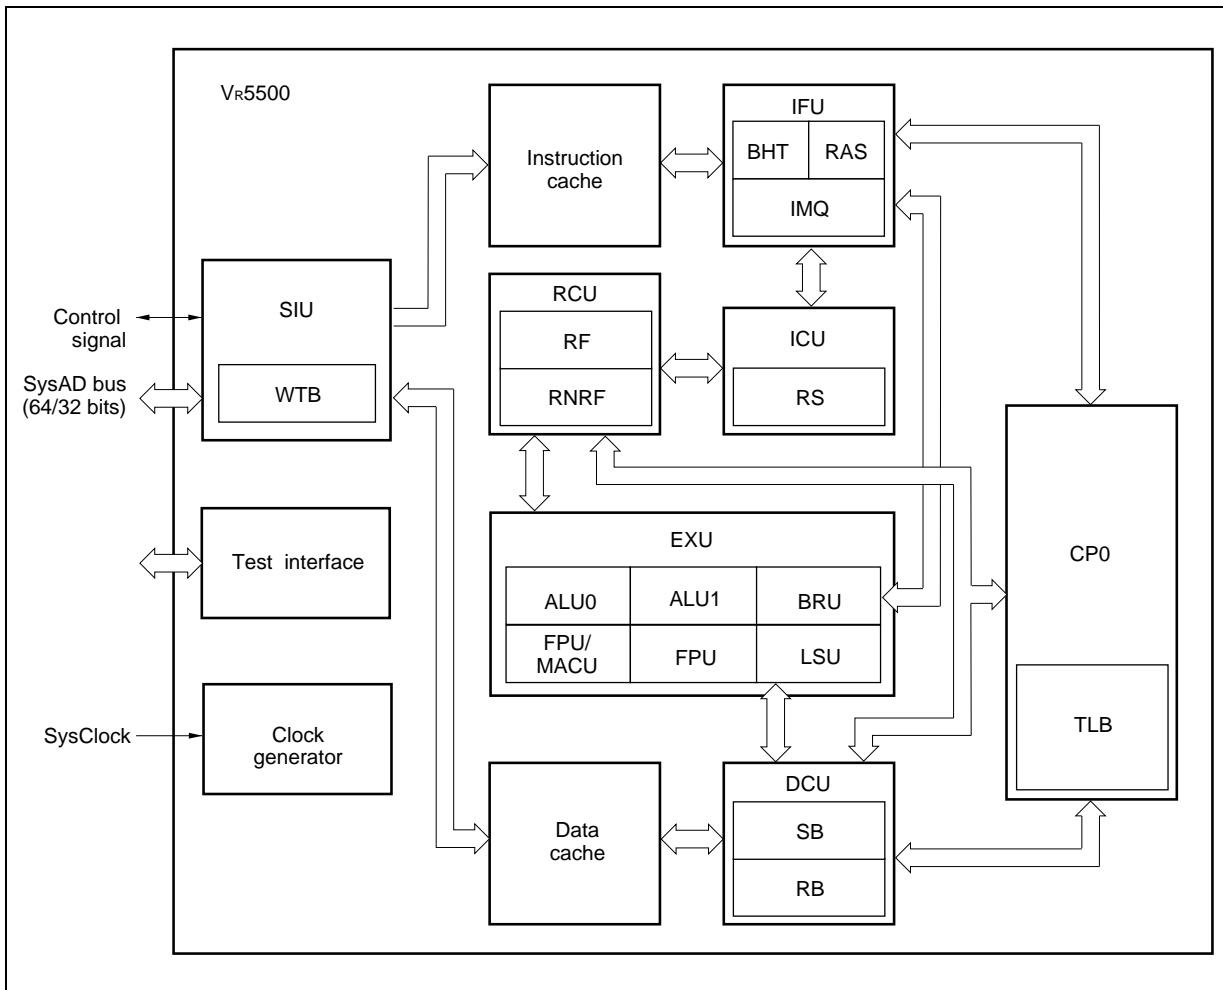 VR5500
Instruction
cache
IFU
BHT
RAS
IMQ
SIU
WTB
Control
signal
SysAD bus
(64/32 bits)
RCU
RF
RNRF
ICU
RS
Test interface
EXU
ALU0
ALU1
BRU
FPU/
MACU
FPU
LSU
CP0
TLB
SysClock
Clock
generator
Data
cache
DCU
SB
RB